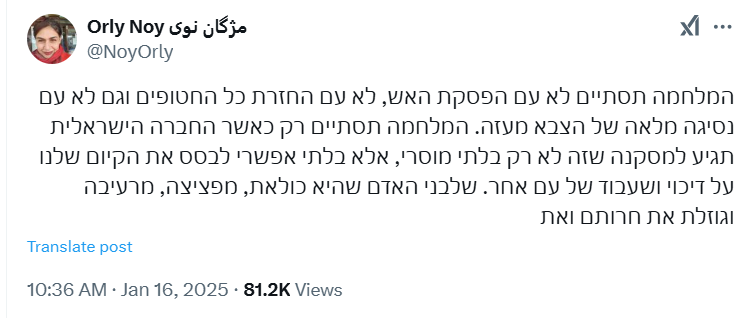 Orly Noy مژگان نوی
@NoyOrly
המלחמה תסתיים לא עם הפסקת האש, לא עם החזרת כל החטופים וגם לא עם
נסיגה מלאה של הצבא מעזה. המלחמה תסתיים רק כאשר החברה הישראלית
תגיע למסקנה שזה לא רק בלתי מוסרי, אלא בלתי אפשרי לבסס את הקיום שלנו
על דיכוי ושעבוד של עם אחר. שלבני האדם שהיא כולאת, מפציצה, מרעיבה
וגוזלת את חרותם ואת
Translate post
10:36 AM · Jan 16, 2025 · 81.2K Views